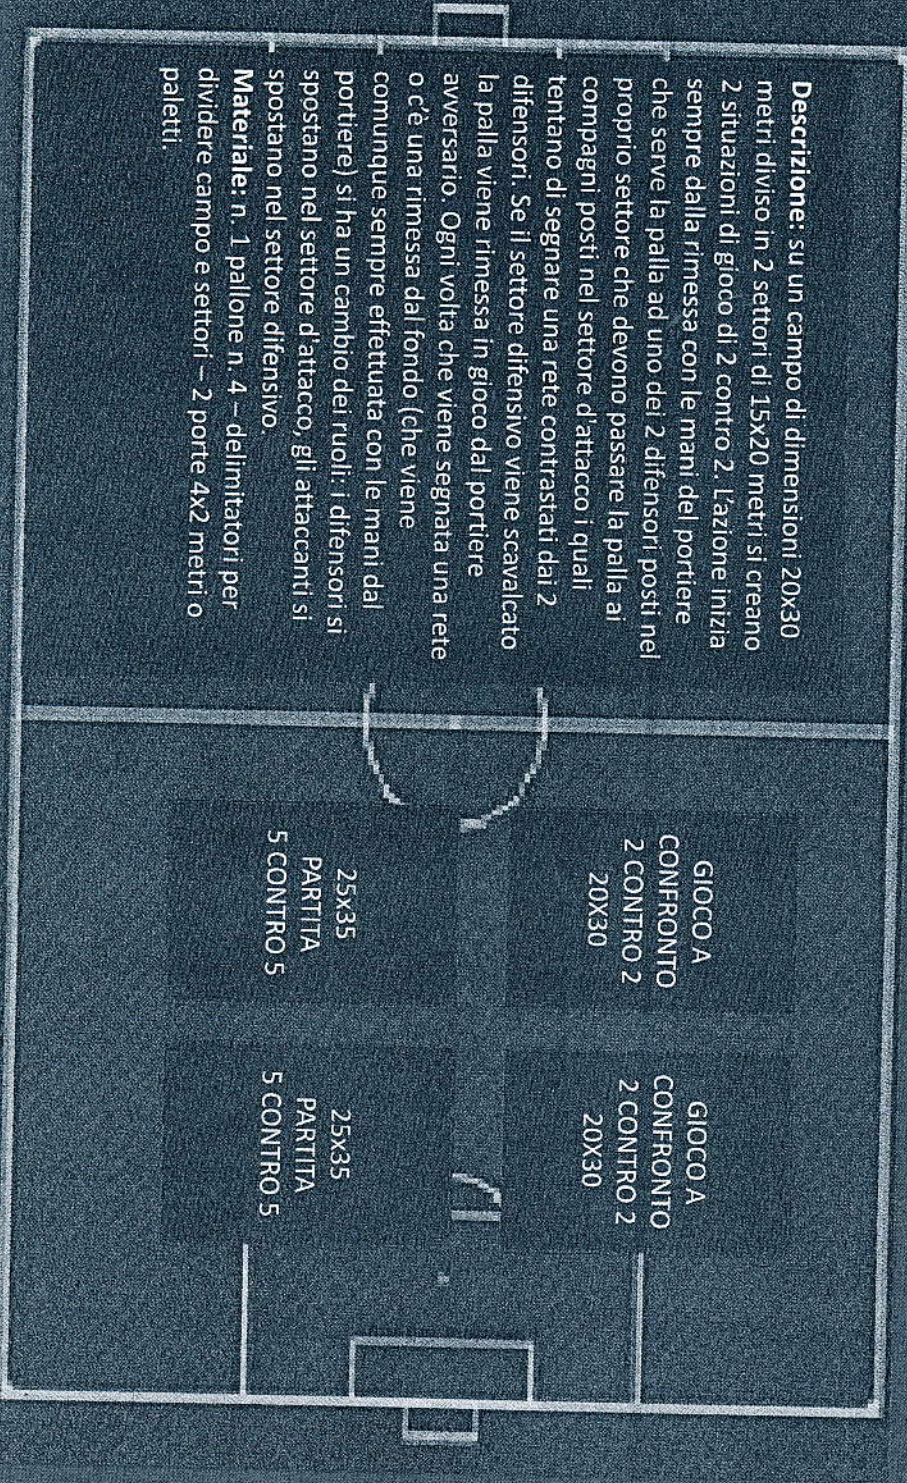 Descrizione: su un campo di dimensioni 20x30
metri diviso in 2 settori di 15x20 metri si creano
2 situazioni di gioco di 2 contro 2. L'azione inizia
sempre dalla rimessa con le mani del portiere
che serve la palla ad uno dei 2 difensori posti nel
proprio settore che devono passare la palla ai
compagni posti nel settore d'attacco i quali
tentano di segnare una rete contrastati dai 2
difensori. Se il settore difensivo viene scavalcato
la palla viene rimessa in gioco dal portiere
avversario. Ogni volta che viene segnata una rete
o c'è una rimessa dal fondo (che viene
comunque sempre effettuata con le mani dal
portiere) si ha un cambio dei ruoli: i difensori si
spostano nel settore d'attacco, gli attaccanti si
spostano nel settore difensivo.
Materiale: n. 1 pallone n. 4 – delimitatori per
dividere campo e settori – 2 porte 4x2 metri o
paletti.
GIOCO A
CONFRONTO
2 CONTRO 2
20X30
GIOCO A
CONFRONTO
2 CONTRO 2
20X30
25x35
PARTITA
5 CONTRO 5
25x35
PARTITA
5 CONTRO 5